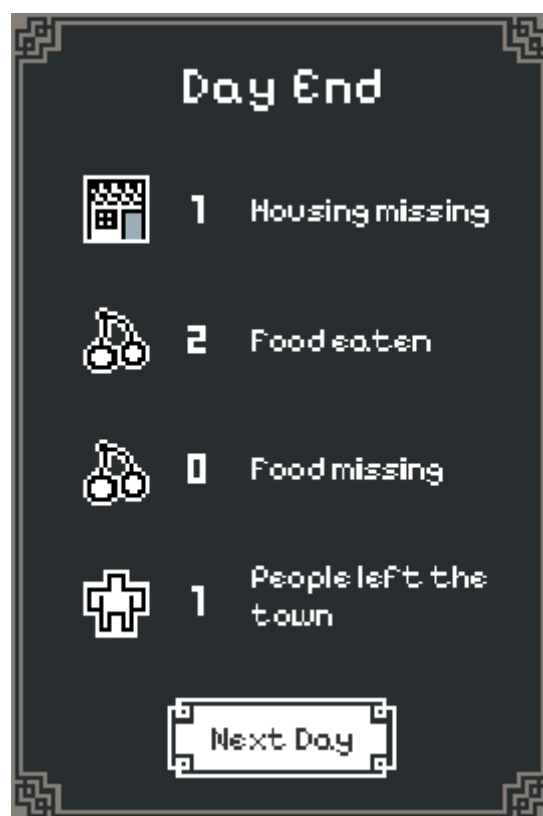 Day End
1 Housing missing
2 Food eaten
0 Food missing
1 People left the
town
Next Day